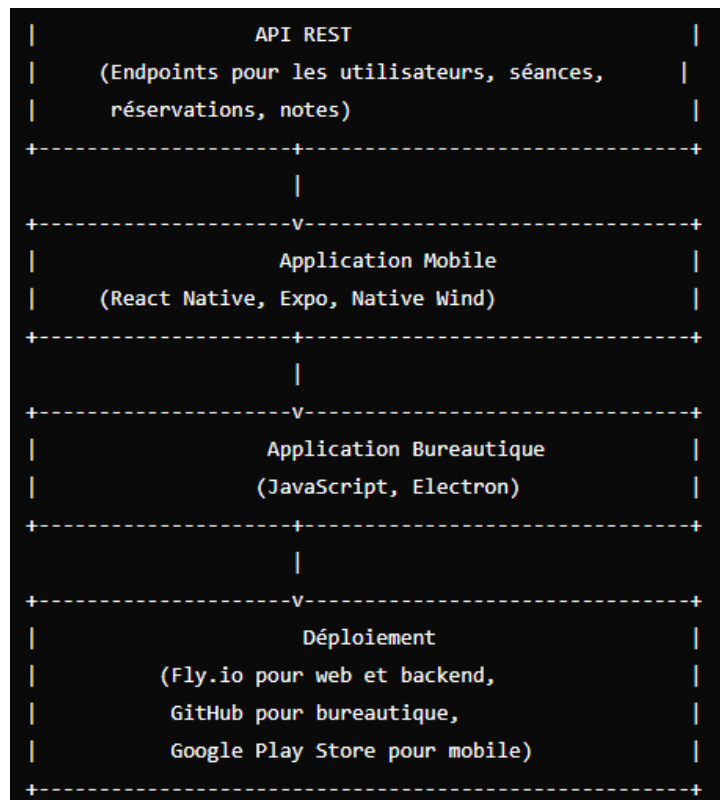 |                  API REST                            |
|     (Endpoints pour les utilisateurs, séances,      |
|      réservations, notes)                            |
+---------------------+--------------------------------+
                      |
+---------------------v--------------------------------+
|                    Application Mobile                |
|     (React Native, Expo, Native Wind)                |
+---------------------+--------------------------------+
                      |
+---------------------v--------------------------------+
|                   Application Bureautique            |
|                  (JavaScript, Electron)              |
+---------------------+--------------------------------+
                      |
+---------------------v--------------------------------+
|                      Déploiement                     |
|          (Fly.io pour web et backend,                |
|           GitHub pour bureautique,                   |
|           Google Play Store pour mobile)             |
+------------------------------------------------------+